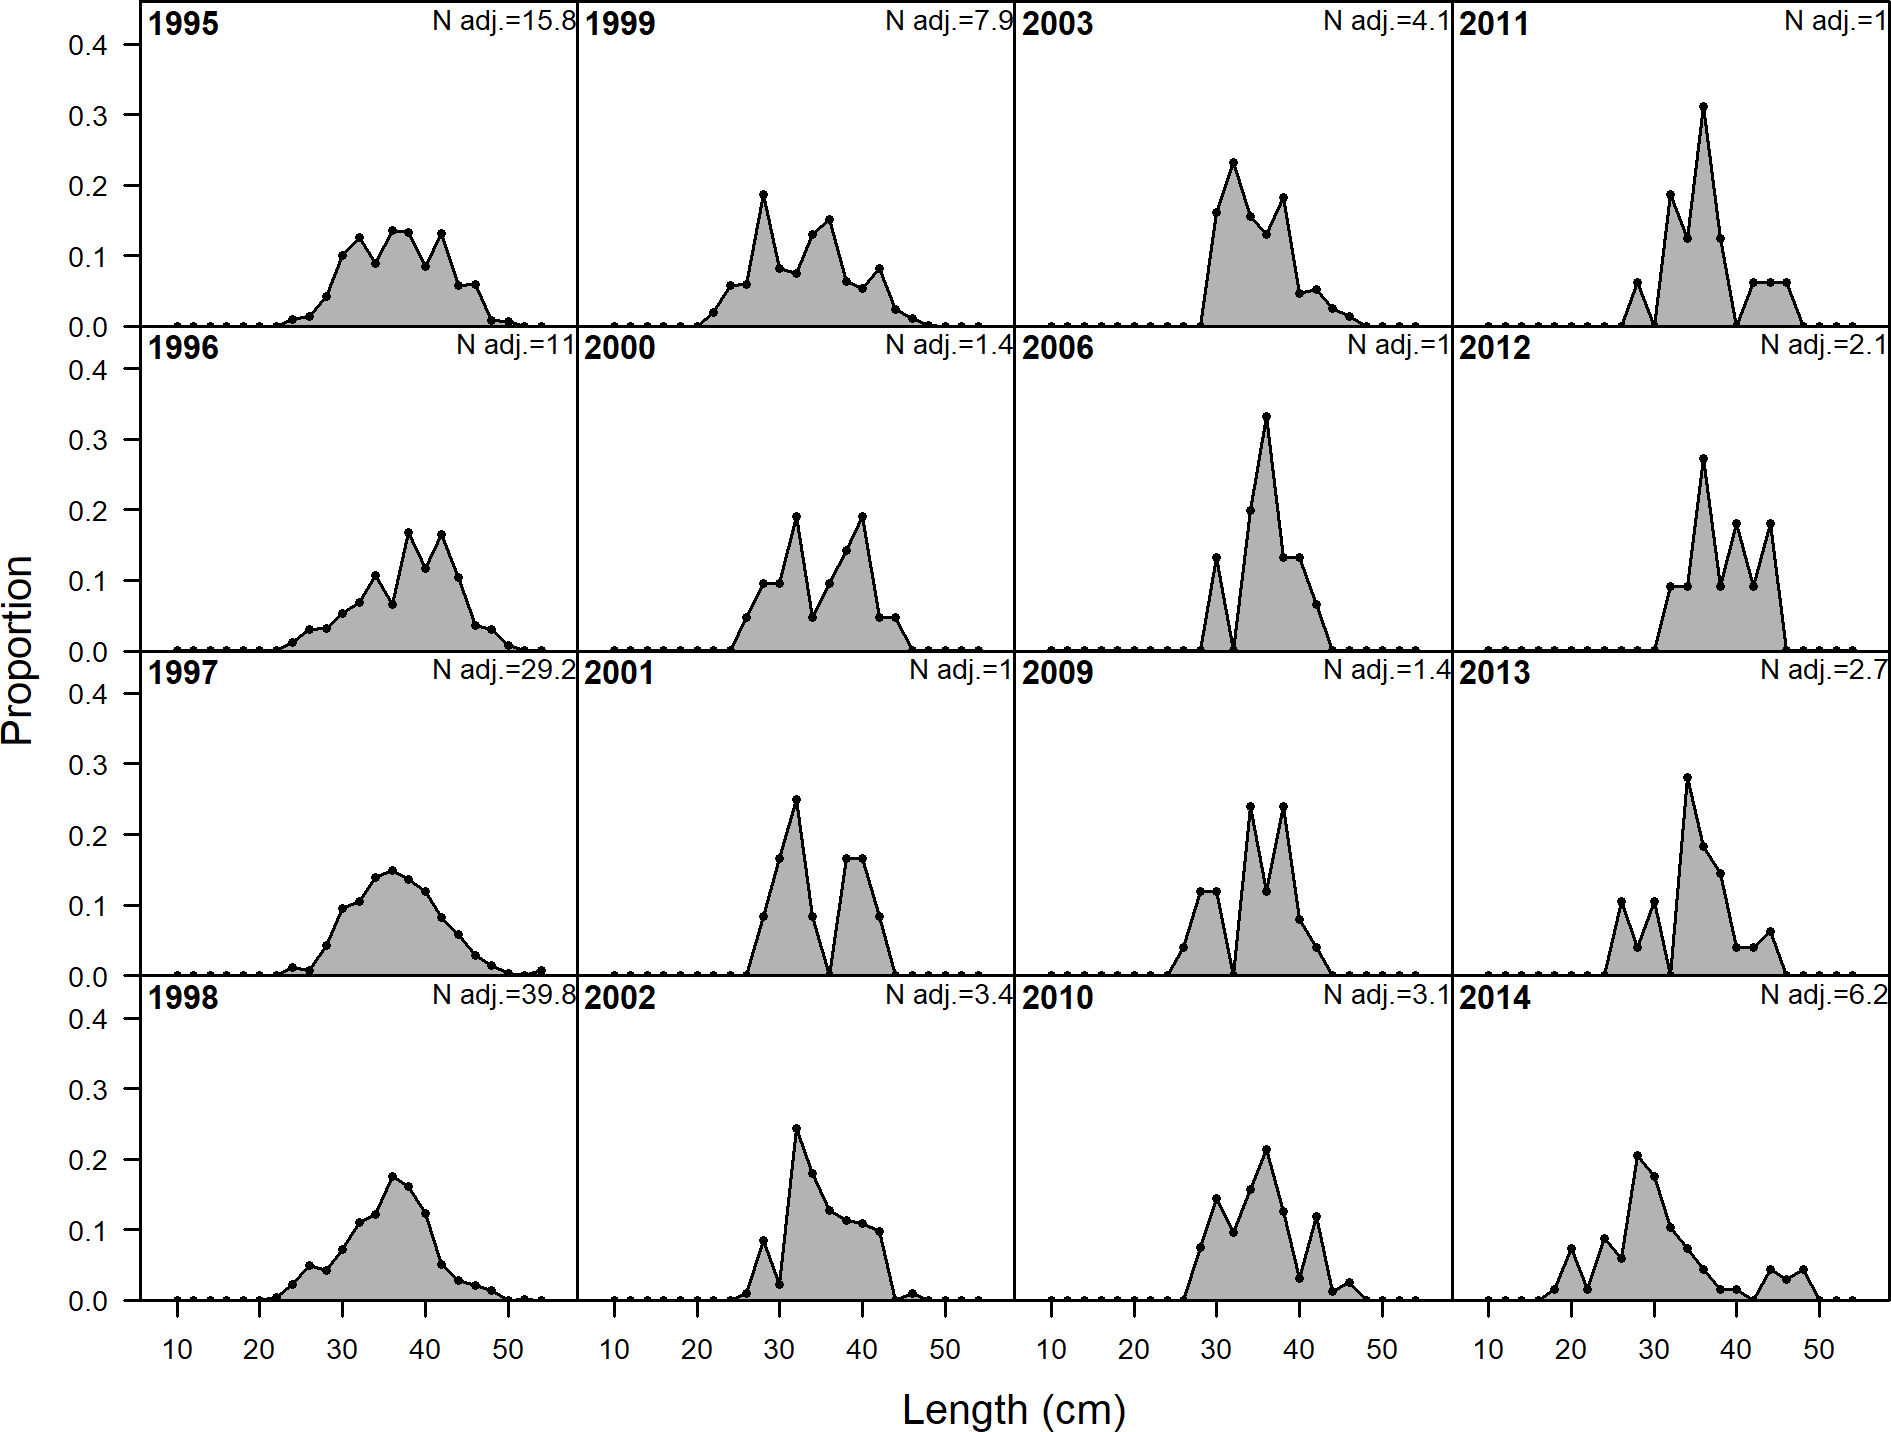 1995 N adj.=15.8
1999 N adj.=7.9
2003 N adj.=4.1
2011 N adj.=1
0.4
0.3
0.2
0.1
0.0
1996 N adj.=11
2000 N adj.=1.4
2006 N adj.=1
2012 N adj.=2.1
0.4
0.3
0.2
0.1
0.0
Proportion
1997 N adj.=29.2
2001 N adj.=1
2009 N adj.=1.4
2013 N adj.=2.7
0.4
0.3
0.2
0.1
0.0
1998 N adj.=39.8
2002 N adj.=3.4
2010 N adj.=3.1
2014 N adj.=6.2
0.4
0.3
0.2
0.1
0.0
10 20 30 40 50 10 20 30 40 50 10 20 30 40 50 10 20 30 40 50
Length (cm)